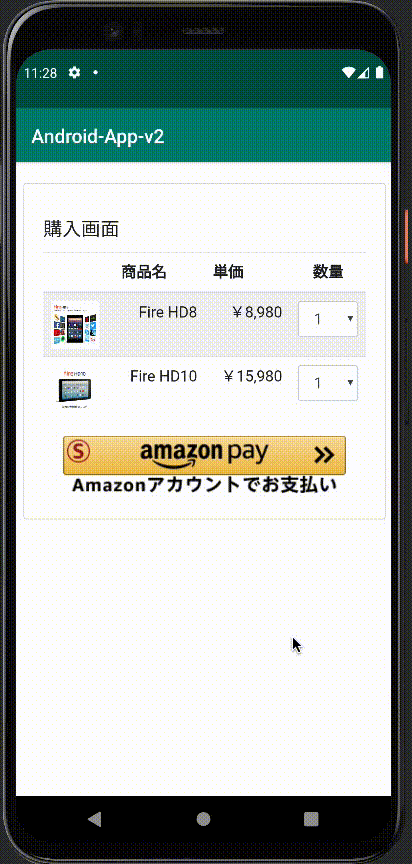 11:28
Android-App-v2
購入画面
商品名 単価 数量
Fire HD8 ￥8,980 1
Fire HD10 ￥15,980 1
S amazon pay
Amazonアカウントでお支払い